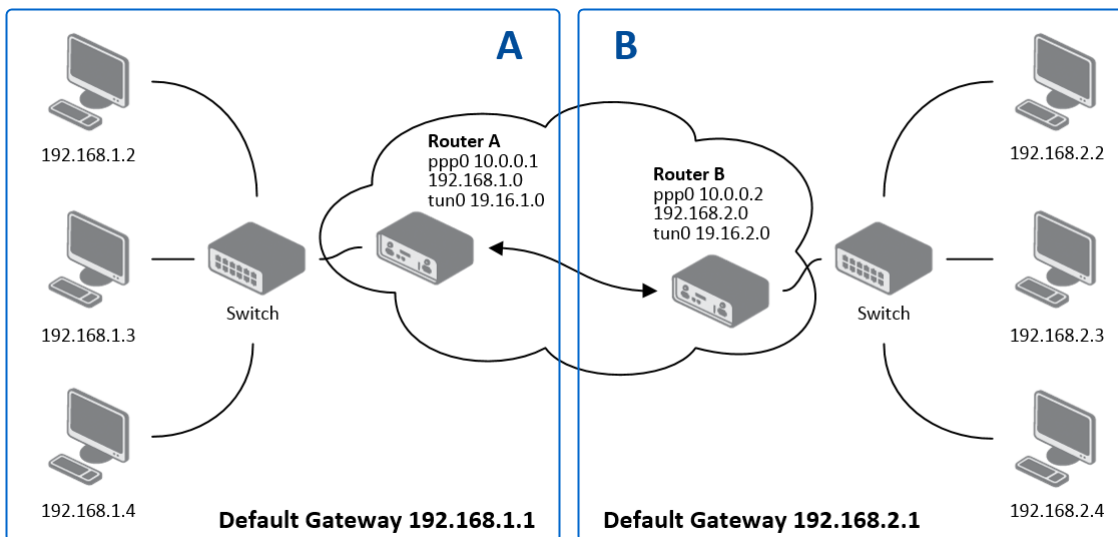 A
B
192.168.1.2
192.168.1.3
192.168.1.4
Switch
Router A
ppp0 10.0.0.1
192.168.1.0
tun0 19.16.1.0
Router B
ppp0 10.0.0.2
192.168.2.0
tun0 19.16.2.0
Switch
192.168.2.2
192.168.2.3
192.168.2.4
Default Gateway 192.168.1.1
Default Gateway 192.168.2.1